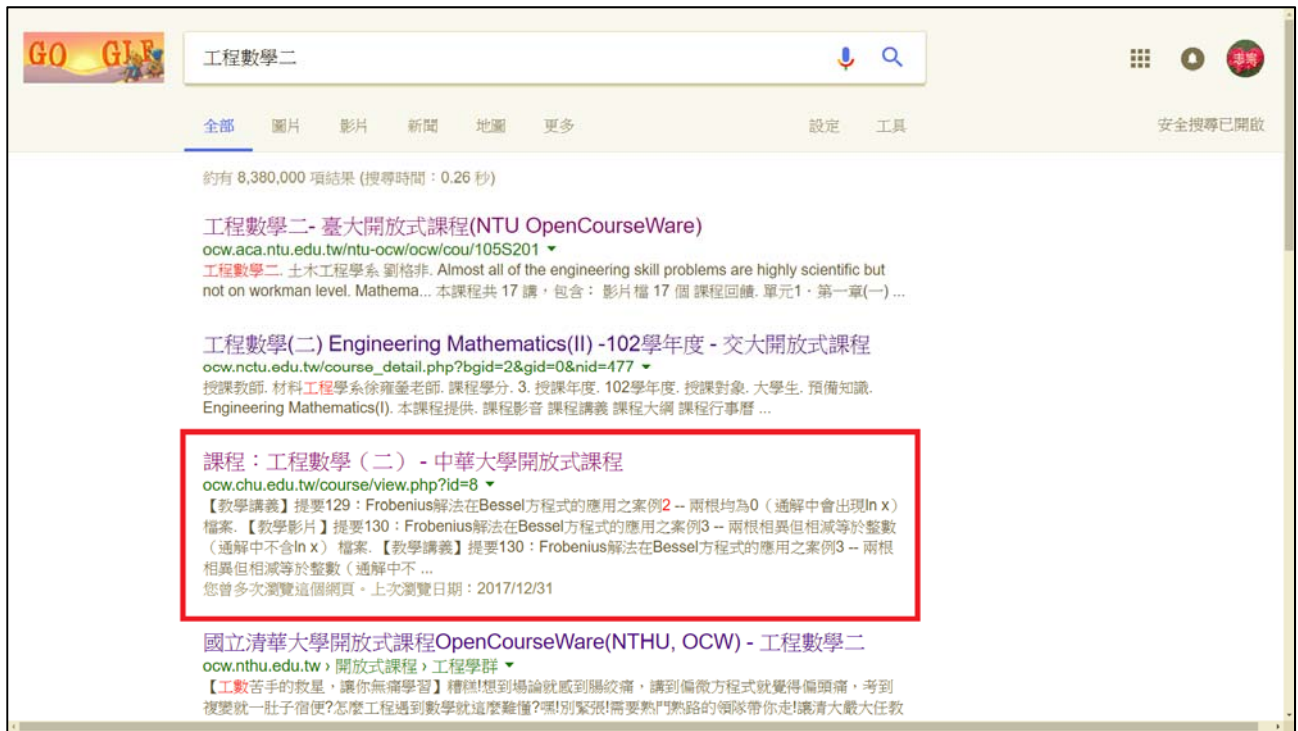 GO GLE
工程數學二
全部 圖片 影片 新聞 地圖 更多 設定 工具 安全搜尋已開啟
約有 8,380,000 項結果 (搜尋時間：0.26 秒)
工程數學二- 臺大開放式課程(NTU OpenCourseWare)
ocw.aca.ntu.edu.tw/ntu-ocw/ocw/cou/105S201
工程數學二. 土木工程學系 劉格非. Almost all of the engineering skill problems are highly scientific but
not on workman level. Mathema... 本課程共 17 講，包含： 影片檔 17 個 課程回饋. 單元1．第一章(一) ...
工程數學(二) Engineering Mathematics(II) -102學年度 - 交大開放式課程
ocw.nctu.edu.tw/course_detail.php?bgid=2&gid=0&nid=477
授課教師. 材料工程學系徐雍鎣老師. 課程學分. 3. 授課年度. 102學年度. 授課對象. 大學生. 預備知識.
Engineering Mathematics(I). 本課程提供. 課程影音 課程講義 課程大綱 課程行事曆 ...
課程：工程數學（二） - 中華大學開放式課程
ocw.chu.edu.tw/course/view.php?id=8
【教學講義】提要129：Frobenius解法在Bessel方程式的應用之案例2 -- 兩根均為0（通解中會出現ln x）
檔案. 【教學影片】提要130：Frobenius解法在Bessel方程式的應用之案例3 -- 兩根相異但相減等於整數
（通解中不含ln x） 檔案. 【教學講義】提要130：Frobenius解法在Bessel方程式的應用之案例3 -- 兩根
相異但相減等於整數（通解中不 ...
您曾多次瀏覽這個網頁。上次瀏覽日期：2017/12/31
國立清華大學開放式課程OpenCourseWare(NTHU, OCW) - 工程數學二
ocw.nthu.edu.tw › 開放式課程 › 工程學群
【工數苦手的救星，讓你無痛學習】糟糕!想到場論就感到腸絞痛，講到偏微方程式就覺得偏頭痛，考到
複變就一肚子宿便?怎麼工程遇到數學就這麼難懂?嘿!別緊張!需要熟門熟路的領隊帶你走!讓清大嚴大任教